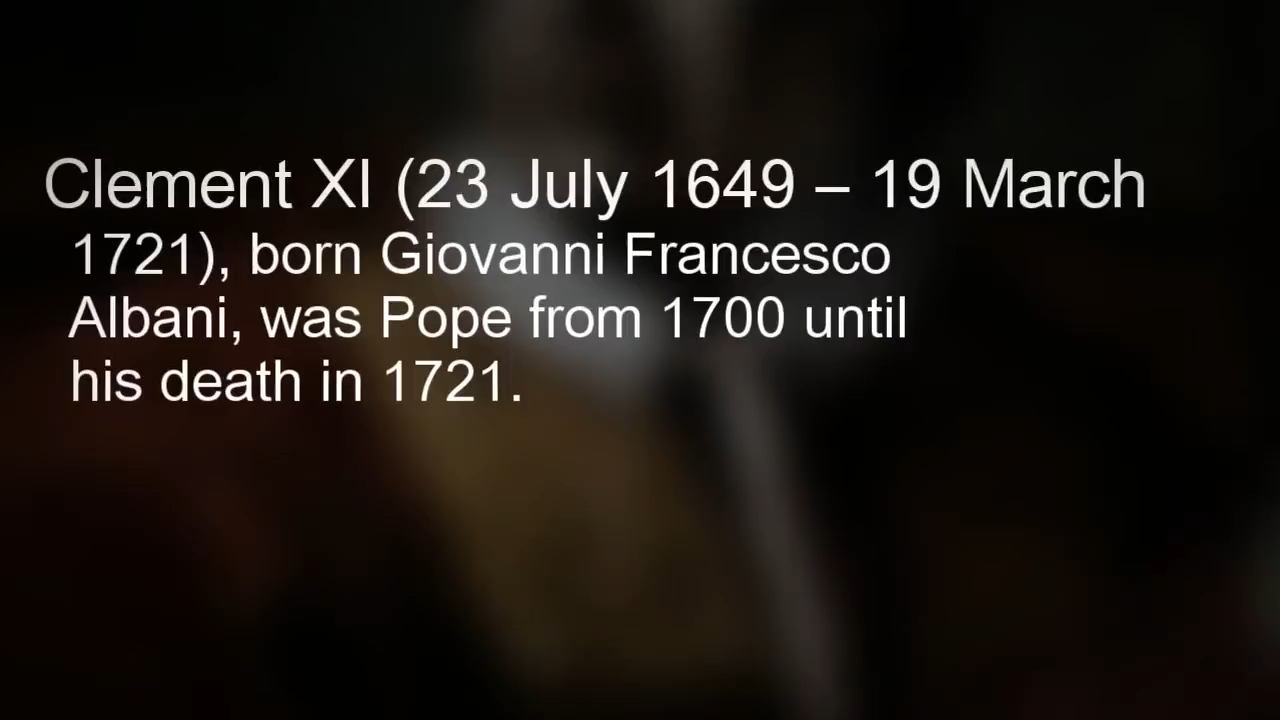 Clement XI (23 July 1649 – 19 March
1721), born Giovanni Francesco
Albani, was Pope from 1700 until
his death in 1721.